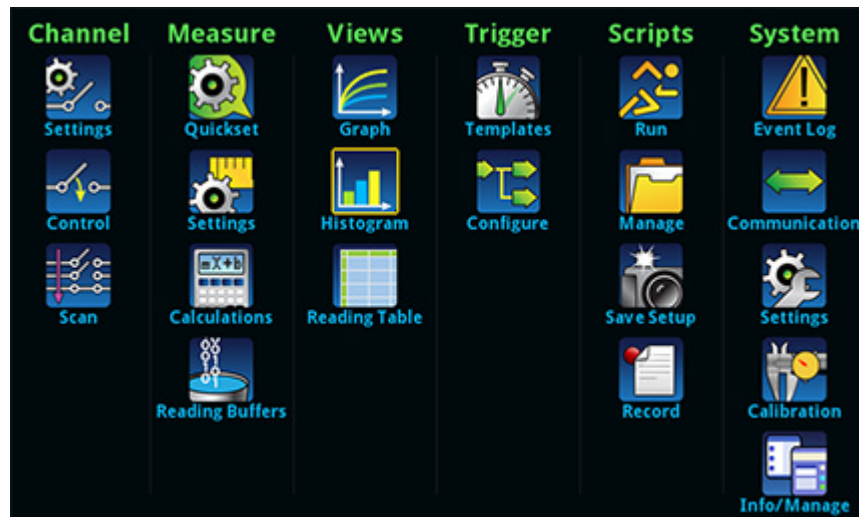 Channel Measure Views Trigger Scripts System
Settings Quickset Graph Templates Run Event Log
Control Settings Histogram Configure Manage Communication
mX+b
Scan Calculations Reading Table Save Setup Settings
Reading Buffers Record Calibration
Info/Manage